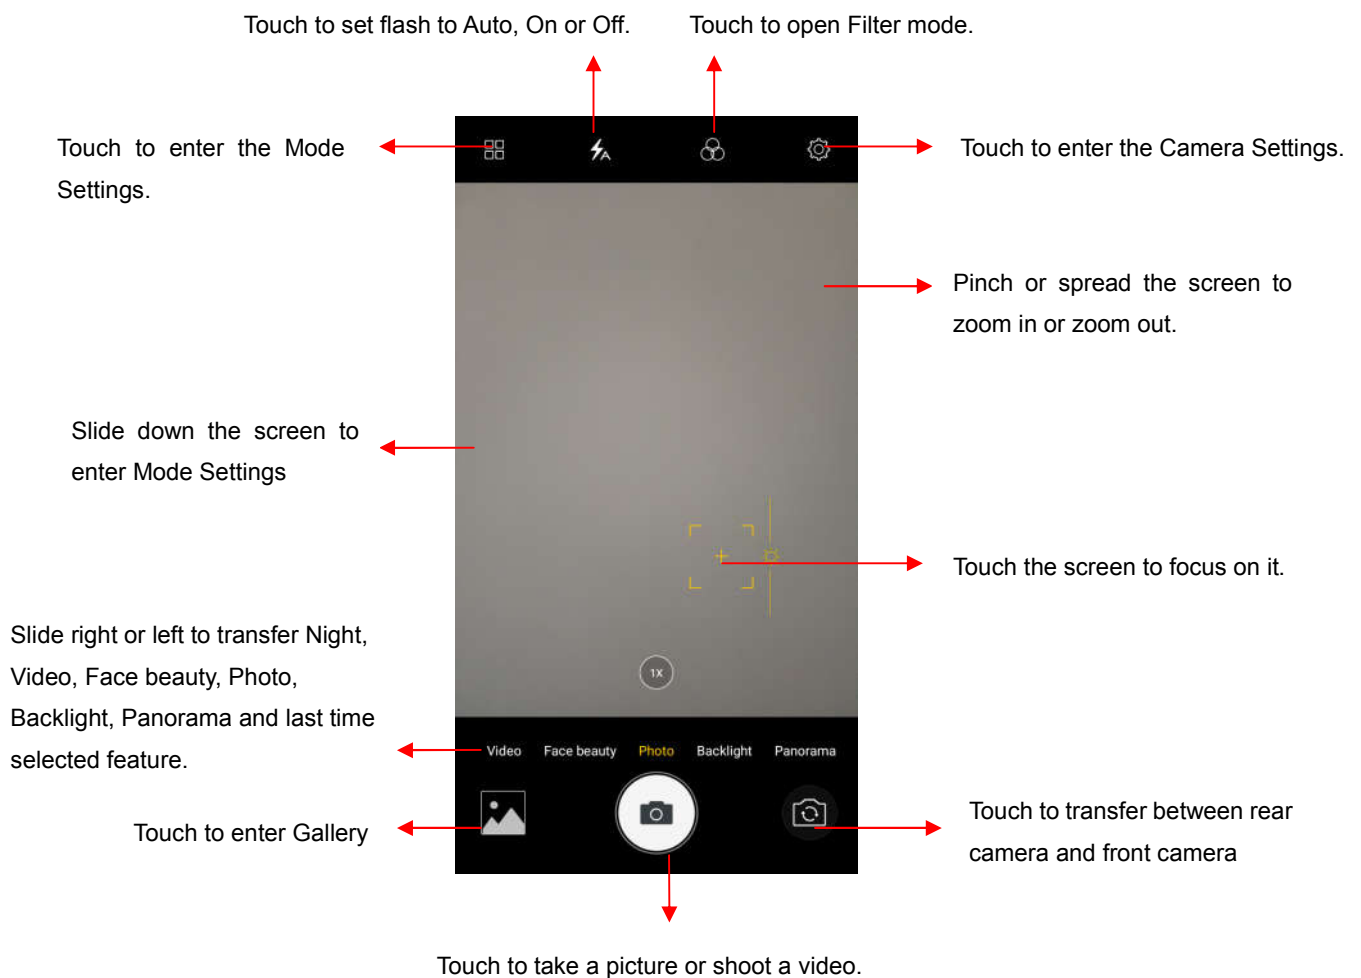 Touch to set flash to Auto, On or Off.
Touch to open Filter mode.
Touch to enter the Mode
Settings.
A
Touch to enter the Camera Settings.
Pinch or spread the screen to
zoom in or zoom out.
Slide down the screen to
enter Mode Settings
Touch the screen to focus on it.
Slide right or left to transfer Night,
Video, Face beauty, Photo,
Backlight, Panorama and last time
selected feature.
1X
Video Face beauty Photo Backlight Panorama
Touch to enter Gallery
Touch to transfer between rear
camera and front camera
Touch to take a picture or shoot a video.